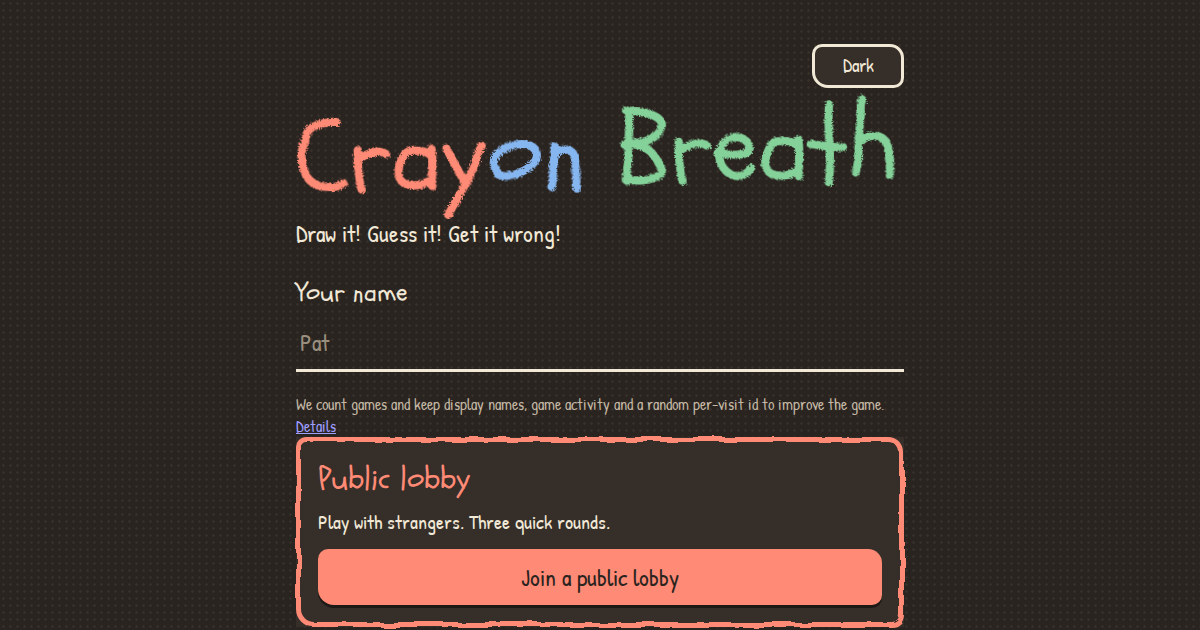 Dark
Crayon Breath
Draw it! Guess it! Get it wrong!
Your name
Pat
We count games and keep display names, game activity and a random per-visit id to improve the game.
Details
Public lobby
Play with strangers. Three quick rounds.
Join a public lobby